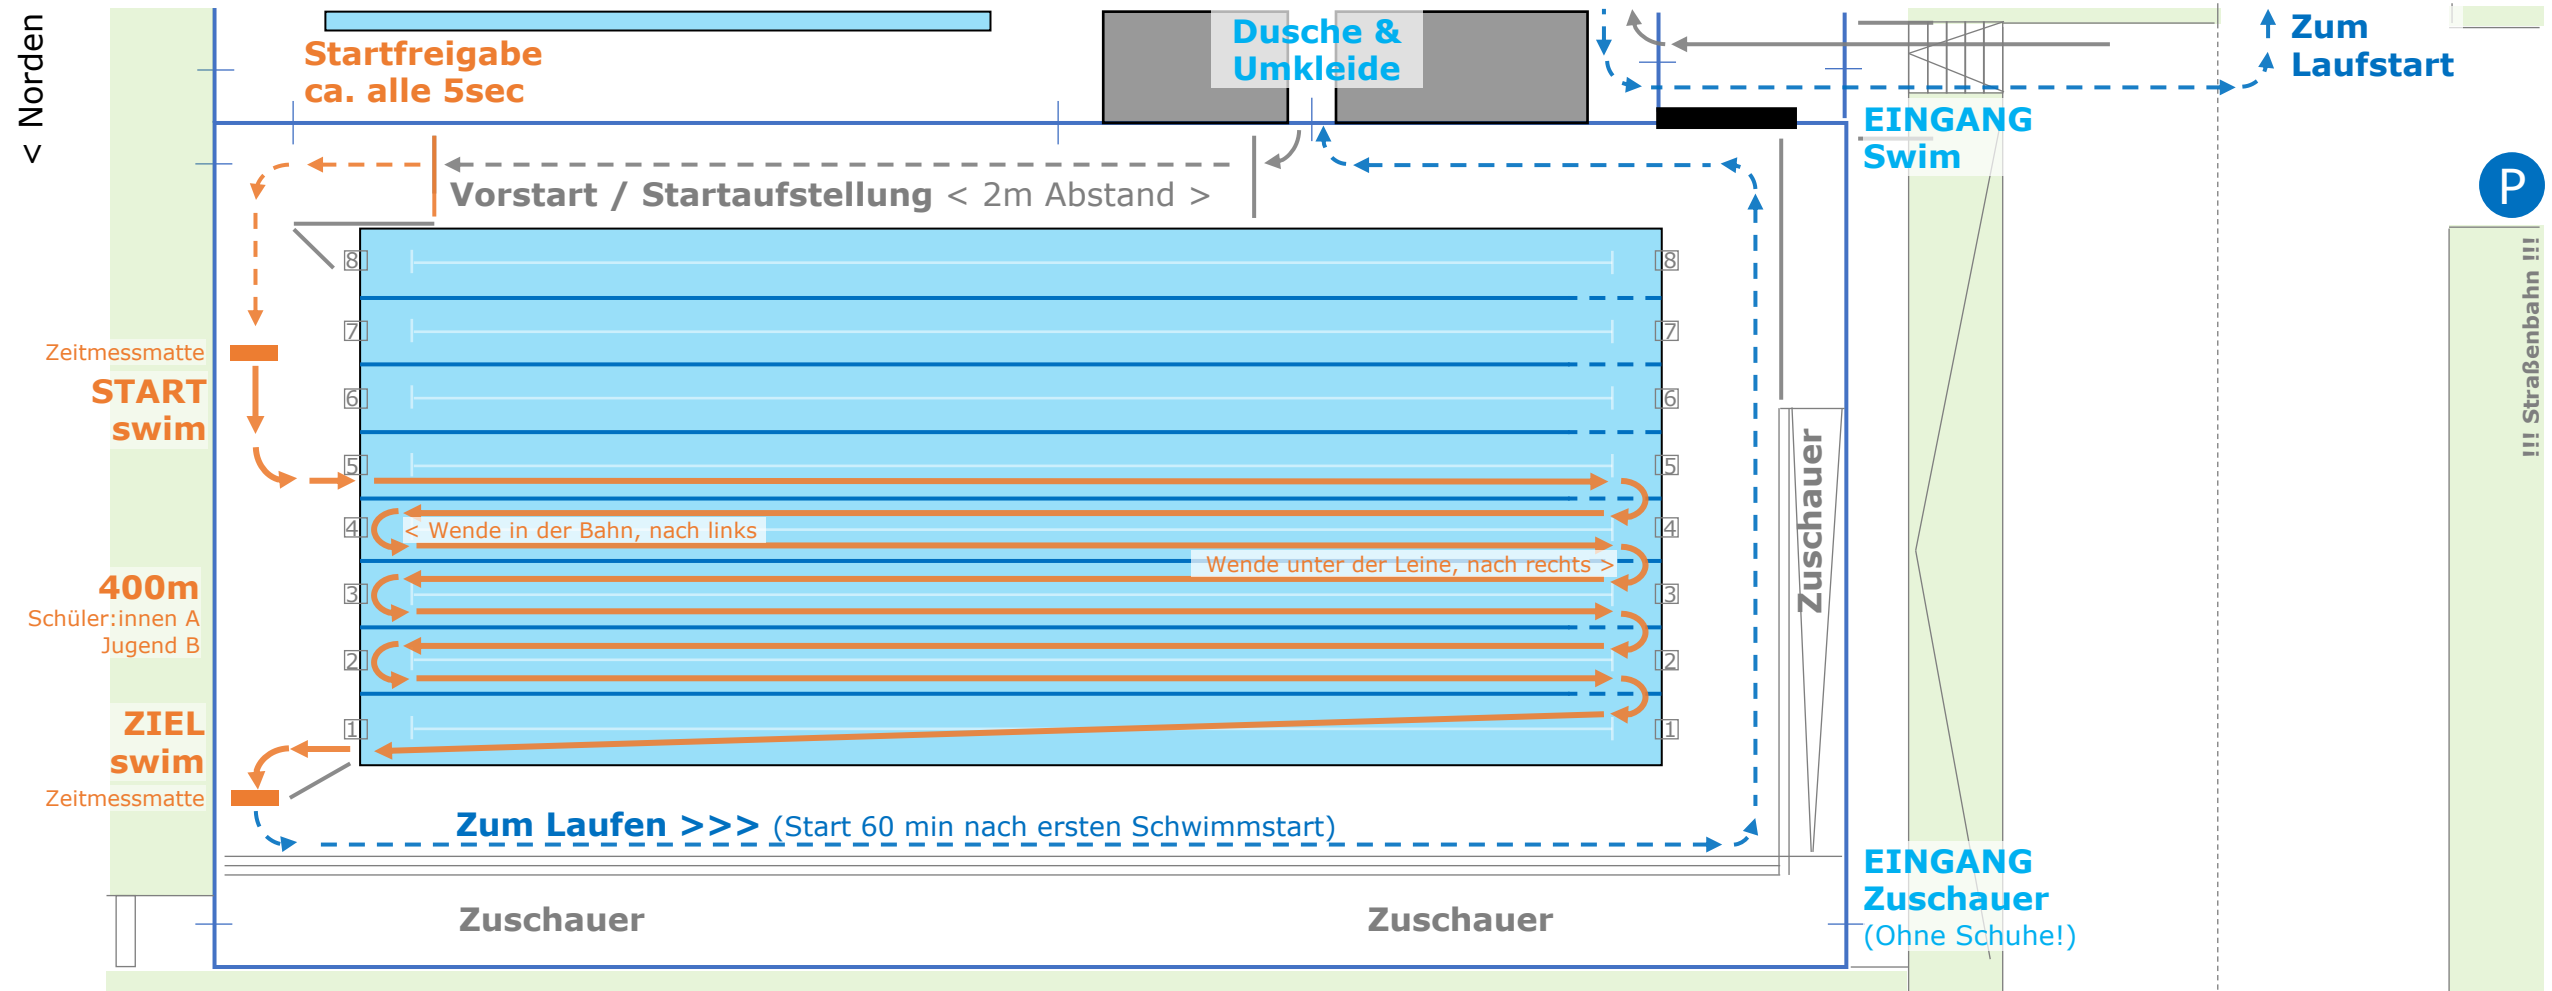 < Norden
Startfreigabe
ca. alle 5sec
Dusche &
Umkleide
Zum
Laufstart
EINGANG
Swim
P
Vorstart / Startaufstellung < 2m Abstand >
!!! Straßenbahn !!!
8
8
7
7
Zeitmessmatte
START
swim
6
6
5
5
4
4
< Wende in der Bahn, nach links
Wende unter der Leine, nach rechts >
Zuschauer
400m
Schüler:innen A
Jugend B
3
3
2
2
1
1
ZIEL
swim
Zeitmessmatte
Zum Laufen >>> (Start 60 min nach ersten Schwimmstart)
EINGANG
Zuschauer
(Ohne Schuhe!)
Zuschauer
Zuschauer